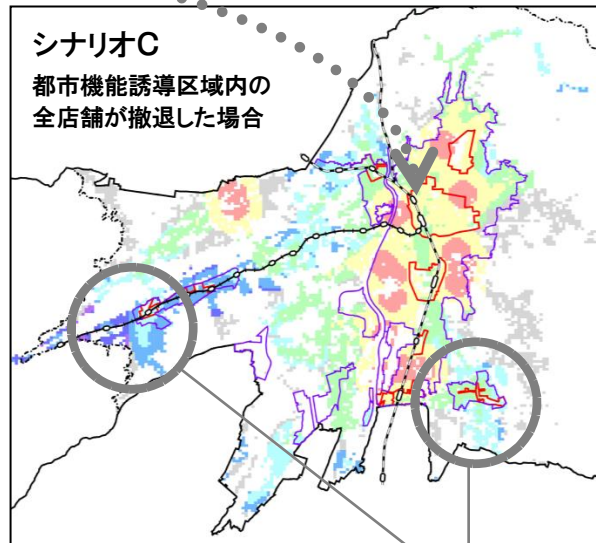 シナリオC
都市機能誘導区域内の
全店舗が撤退した場合